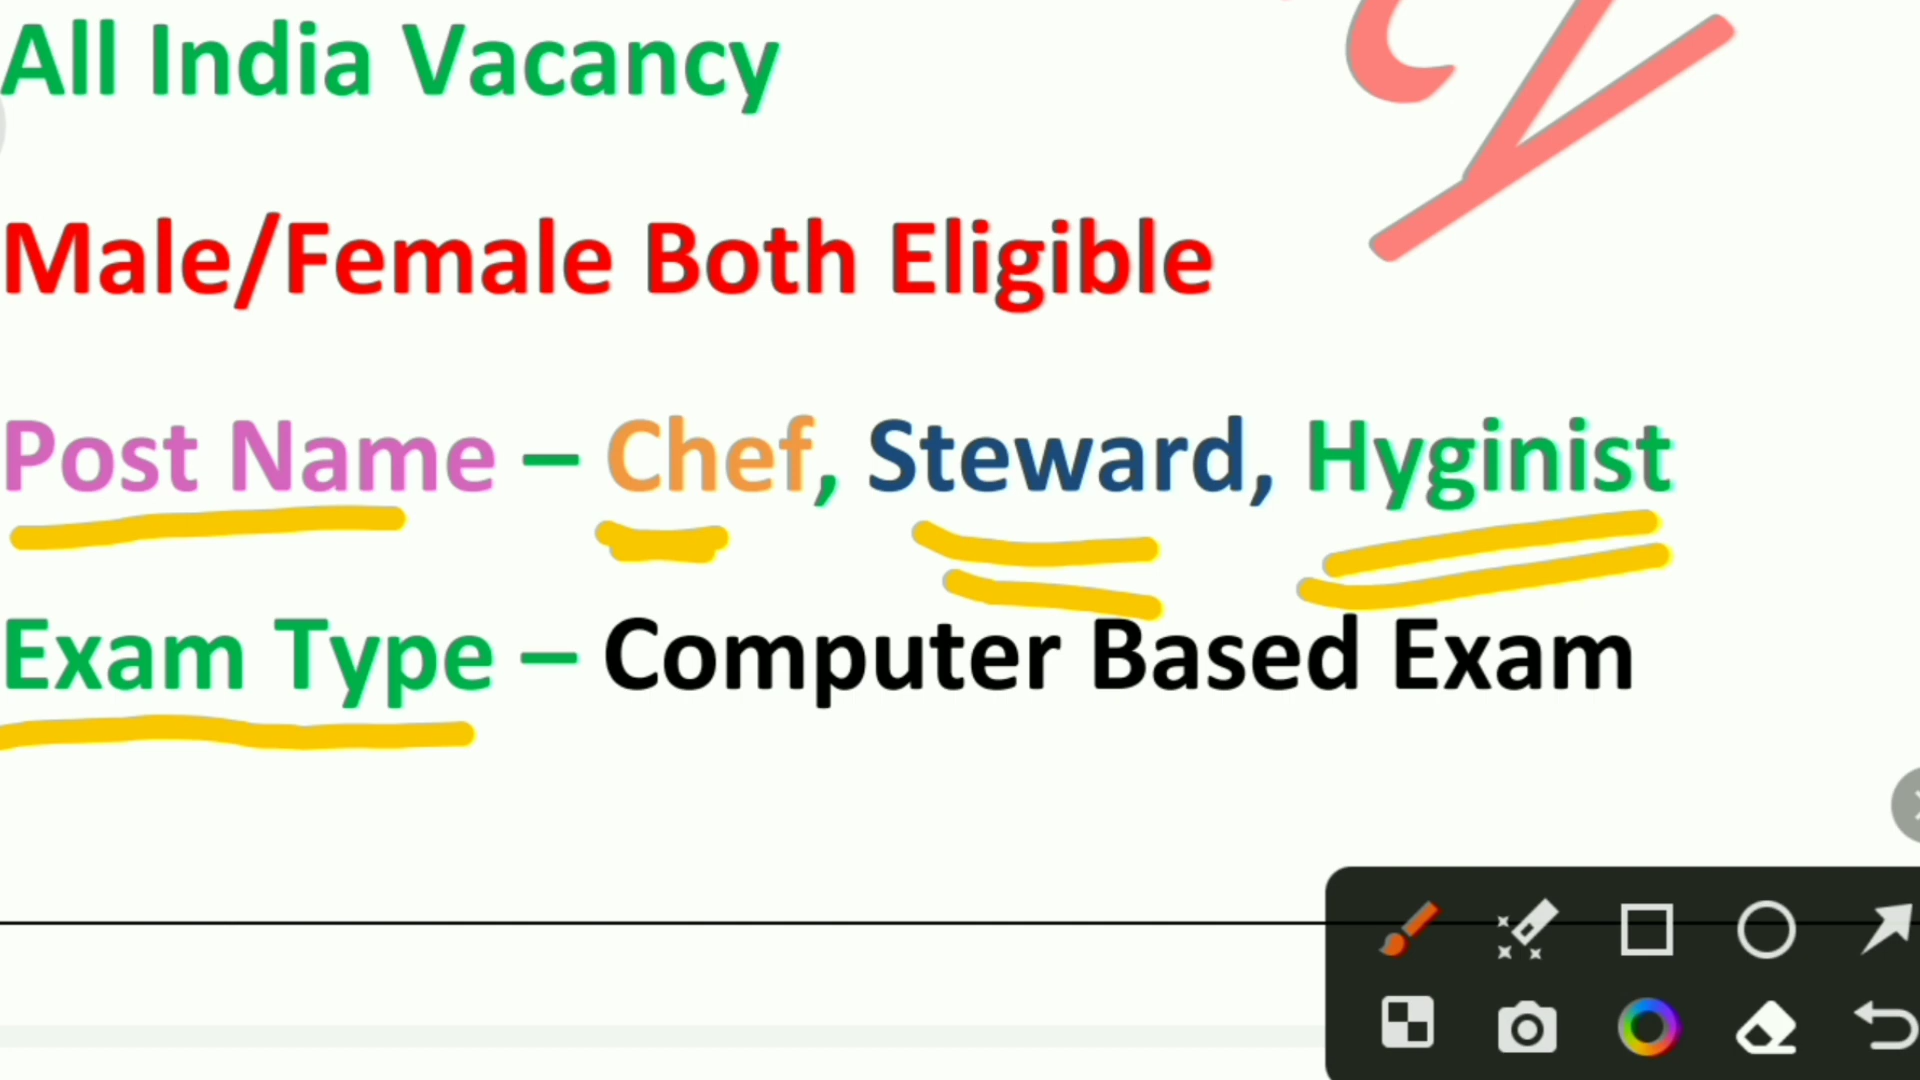 All India Vacancy
Male/Female Both Eligible
Post Name – Chef, Steward, Hyginist
Exam Type – Computer Based Exam